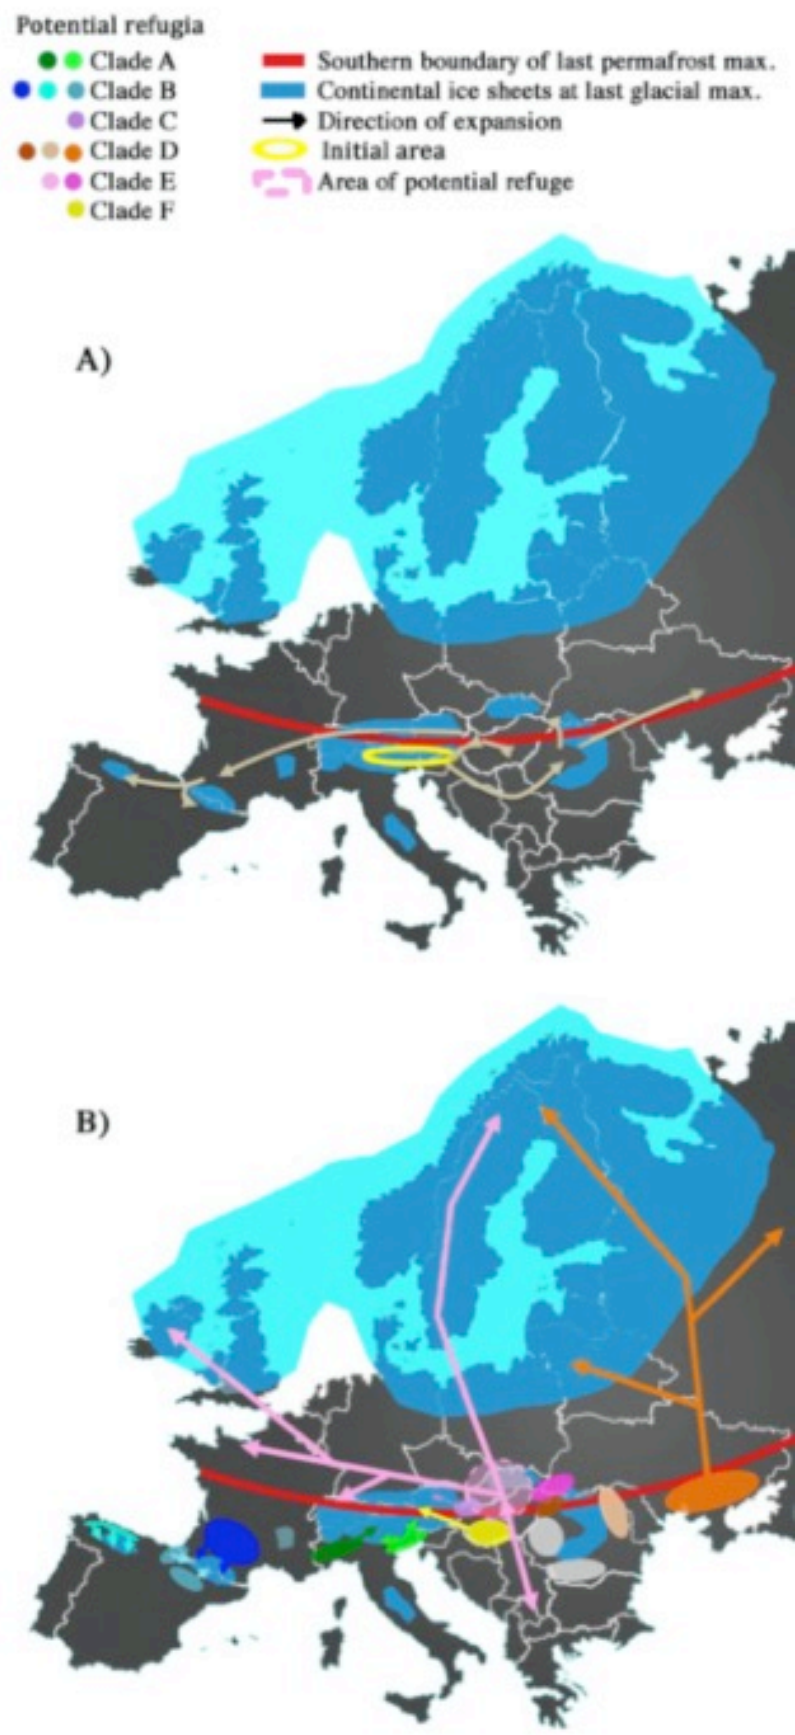 Potential refugia
Clade A
Clade B
Clade C
Clade D
Clade E
Clade F
Southern boundary of last permafrost max.
Continental ice sheets at last glacial max.
Direction of expansion
Initial area
Area of potential refuge
A)
B)